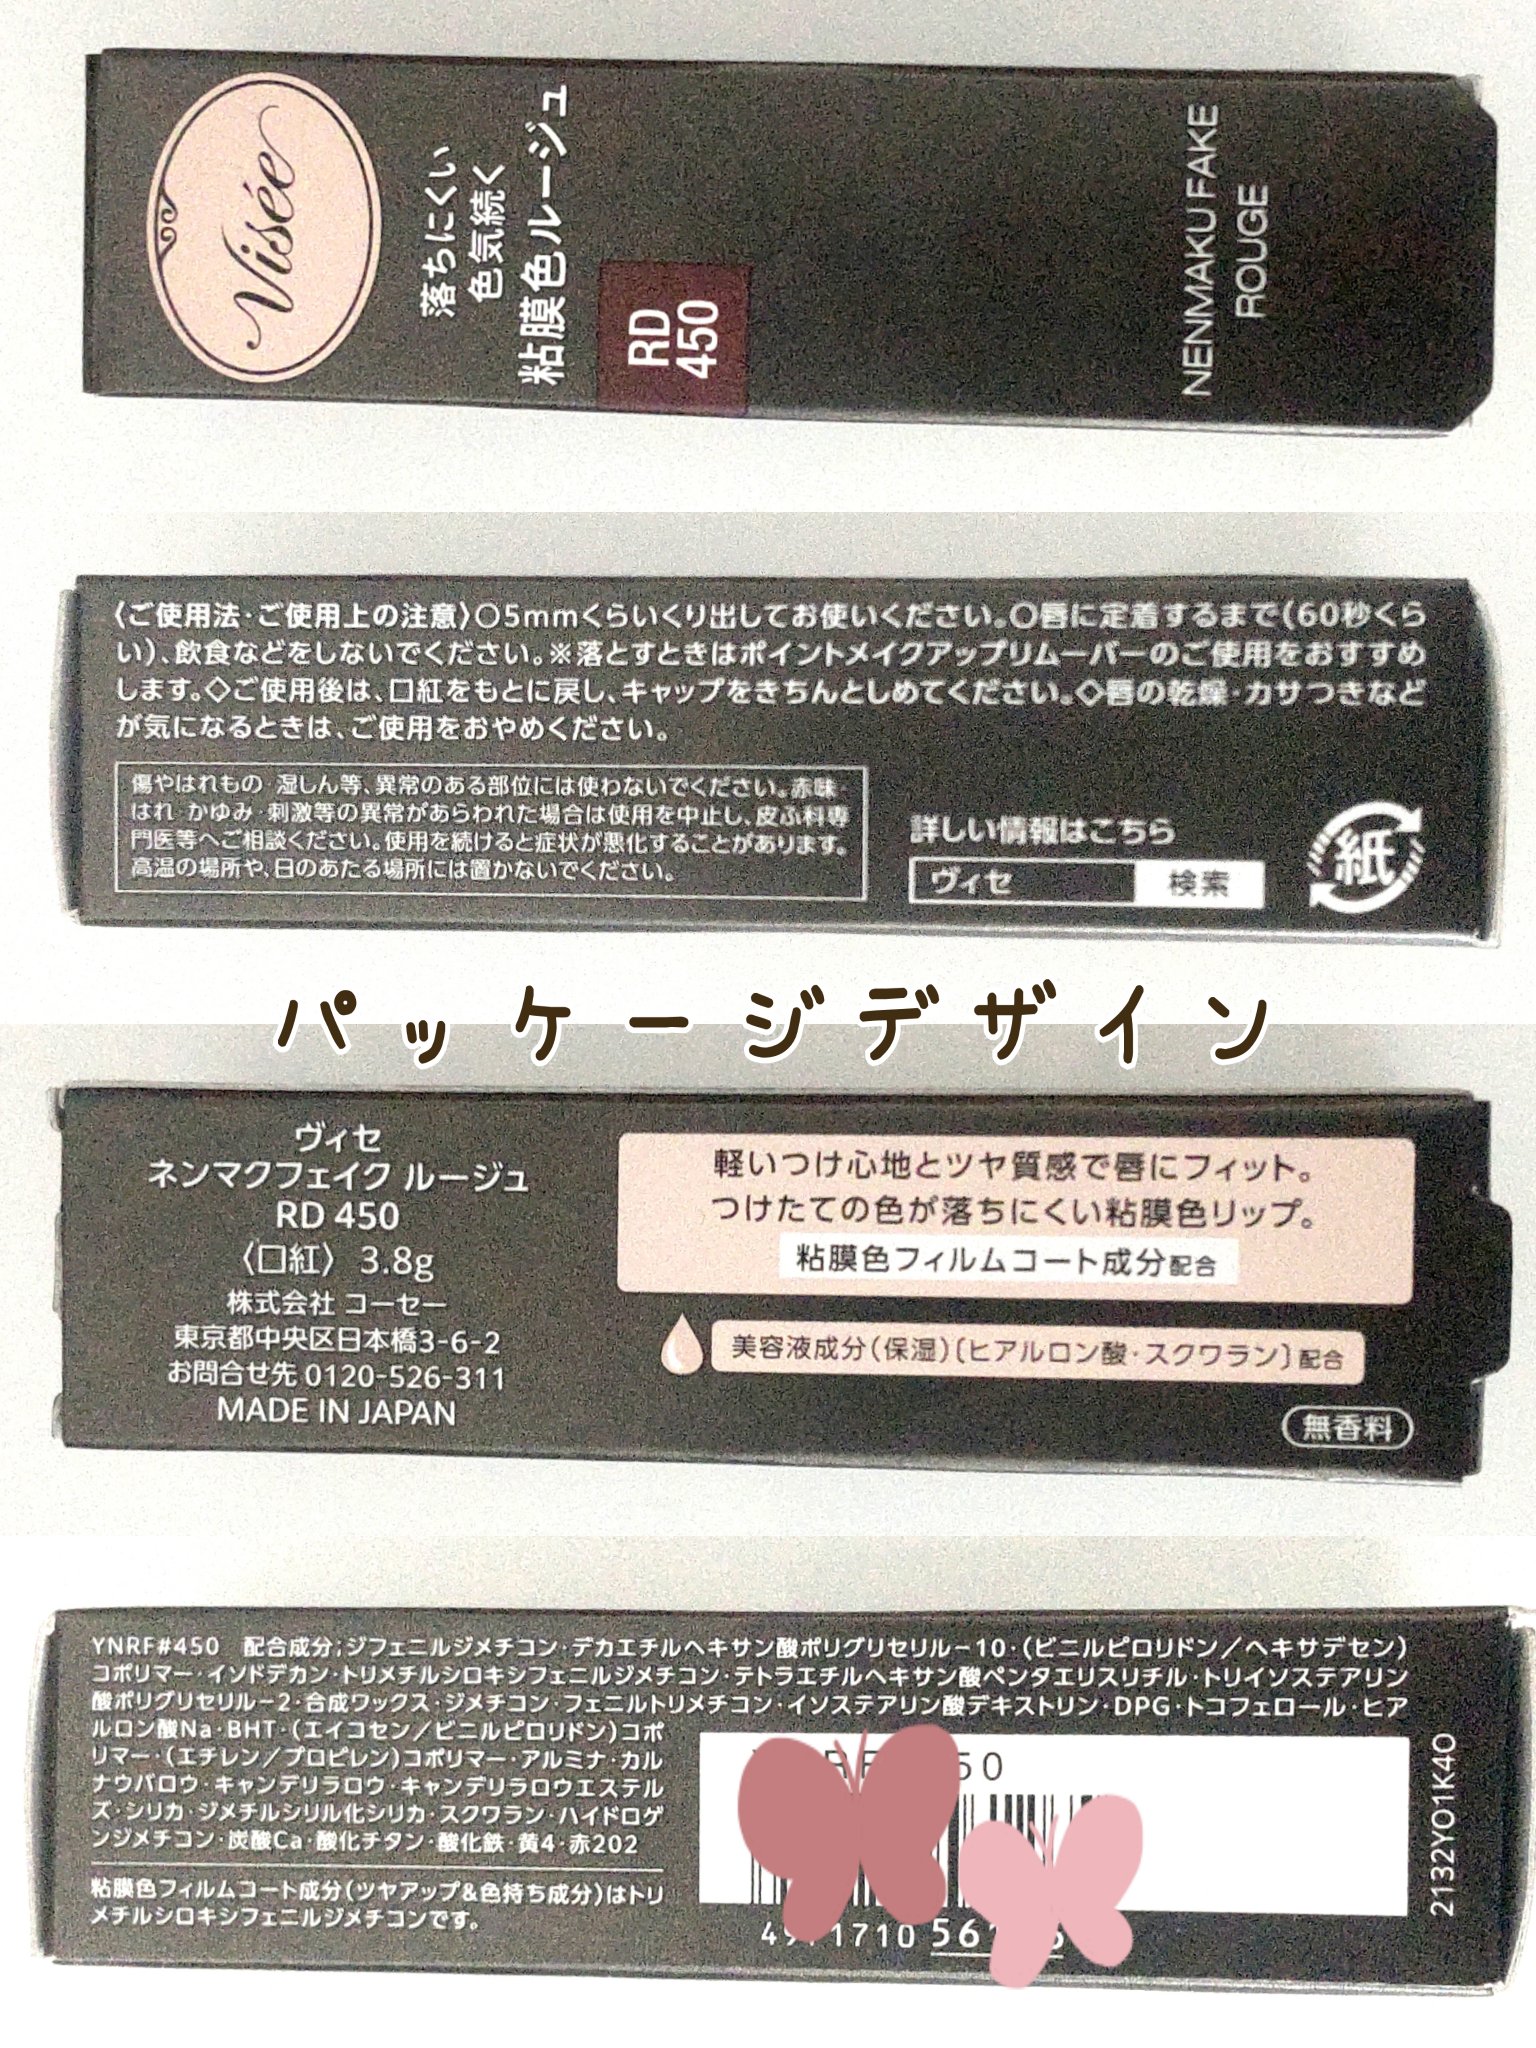 Visée
落ちにくい
色気続く
粘膜色ルージュ
RD
450
NENMAKU FAKE
ROUGE
〈ご使用法・ご使用上の注意〉○5mmくらいくり出してお使いください。○唇に定着するまで(60秒くら
い)、飲食などをしないでください。※落とすときはポイントメイクアップリムーバーのご使用をおすすめ
します。◇ご使用後は、口紅をもとに戻し、キャップをきちんとしめてください。◇唇の乾燥・カサつきなど
が気になるときは、ご使用をおやめください。
傷やはれもの・湿しん等、異常のある部位には使わないでください。赤味・
はれ・かゆみ・刺激等の異常があらわれた場合は使用を中止し、皮ふ科専
門医等へご相談ください。使用を続けると症状が悪化することがあります。
高温の場所や、日のあたる場所には置かないでください。
詳しい情報はこちら
ヴィセ 検索
紙
パッケージデザイン
ヴィセ
ネンマクフェイク ルージュ
RD 450
〈口紅〉 3.8g
株式会社 コーセー
東京都中央区日本橋3-6-2
お問合せ先 0120-526-311
MADE IN JAPAN
軽いつけ心地とツヤ質感で唇にフィット。
つけたての色が落ちにくい粘膜色リップ。
粘膜色フィルムコート成分配合
美容液成分(保湿)〔ヒアルロン酸・スクワラン〕配合
無香料
YNRF#450 配合成分;ジフェニルジメチコン・デカエチルヘキサン酸ポリグリセリル-10・(ビニルピロリドン/ヘキサデセン)
コポリマー・イソドデカン・トリメチルシロキシフェニルジメチコン・テトラエチルヘキサン酸ペンタエリスリチル・トリイソステアリン
酸ポリグリセリル-2・合成ワックス・ジメチコン・フェニルトリメチコン・イソステアリン酸デキストリン・DPG・トコフェロール・ヒア
ルロン酸Na・BHT・(エイコセン/ビニルピロリドン)コポ
リマー・(エチレン/プロピレン)コポリマー・アルミナ・カル
ナウバロウ・キャンデリラロウ・キャンデリラロウエステル
ズ・シリカ・ジメチルシリル化シリカ・スクワラン・ハイドロゲ
ンジメチコン・炭酸Ca・酸化チタン・酸化鉄・黄4・赤202
粘膜色フィルムコート成分(ツヤアップ&色持ち成分)はトリ
メチルシロキシフェニルジメチコンです。
50
1710 56
2132YO1K4O